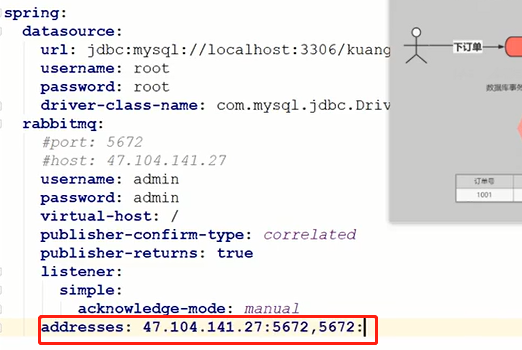 spring:
datasource:
url: jdbc:mysql://localhost:3306/kuang
username: root
password: root
driver-class-name: com.mysql.jdbc.Driv
rabbitmq:
#port: 5672
#host: 47.104.141.27
username: admin
password: admin
virtual-host: /
publisher-confirm-type: correlated
publisher-returns: true
listener:
simple:
acknowledge-mode: manual
addresses: 47.104.141.27:5672,5672:
下订单
数据库事务
订单号
1001